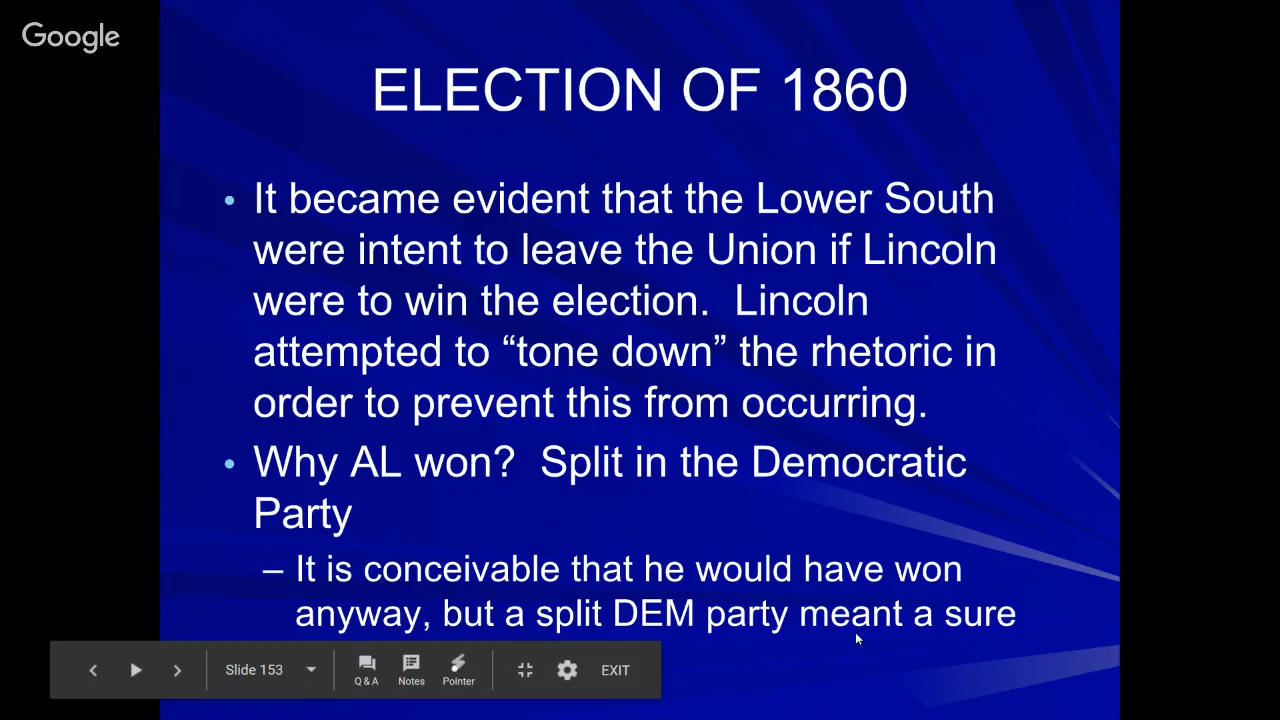 Google
ELECTION OF 1860
• It became evident that the Lower South
were intent to leave the Union if Lincoln
were to win the election.  Lincoln
attempted to “tone down” the rhetoric in
order to prevent this from occurring.
• Why AL won?  Split in the Democratic
Party
– It is conceivable that he would have won
anyway, but a split DEM party meant a sure
Slide 153
Q & A
Notes
Pointer
EXIT